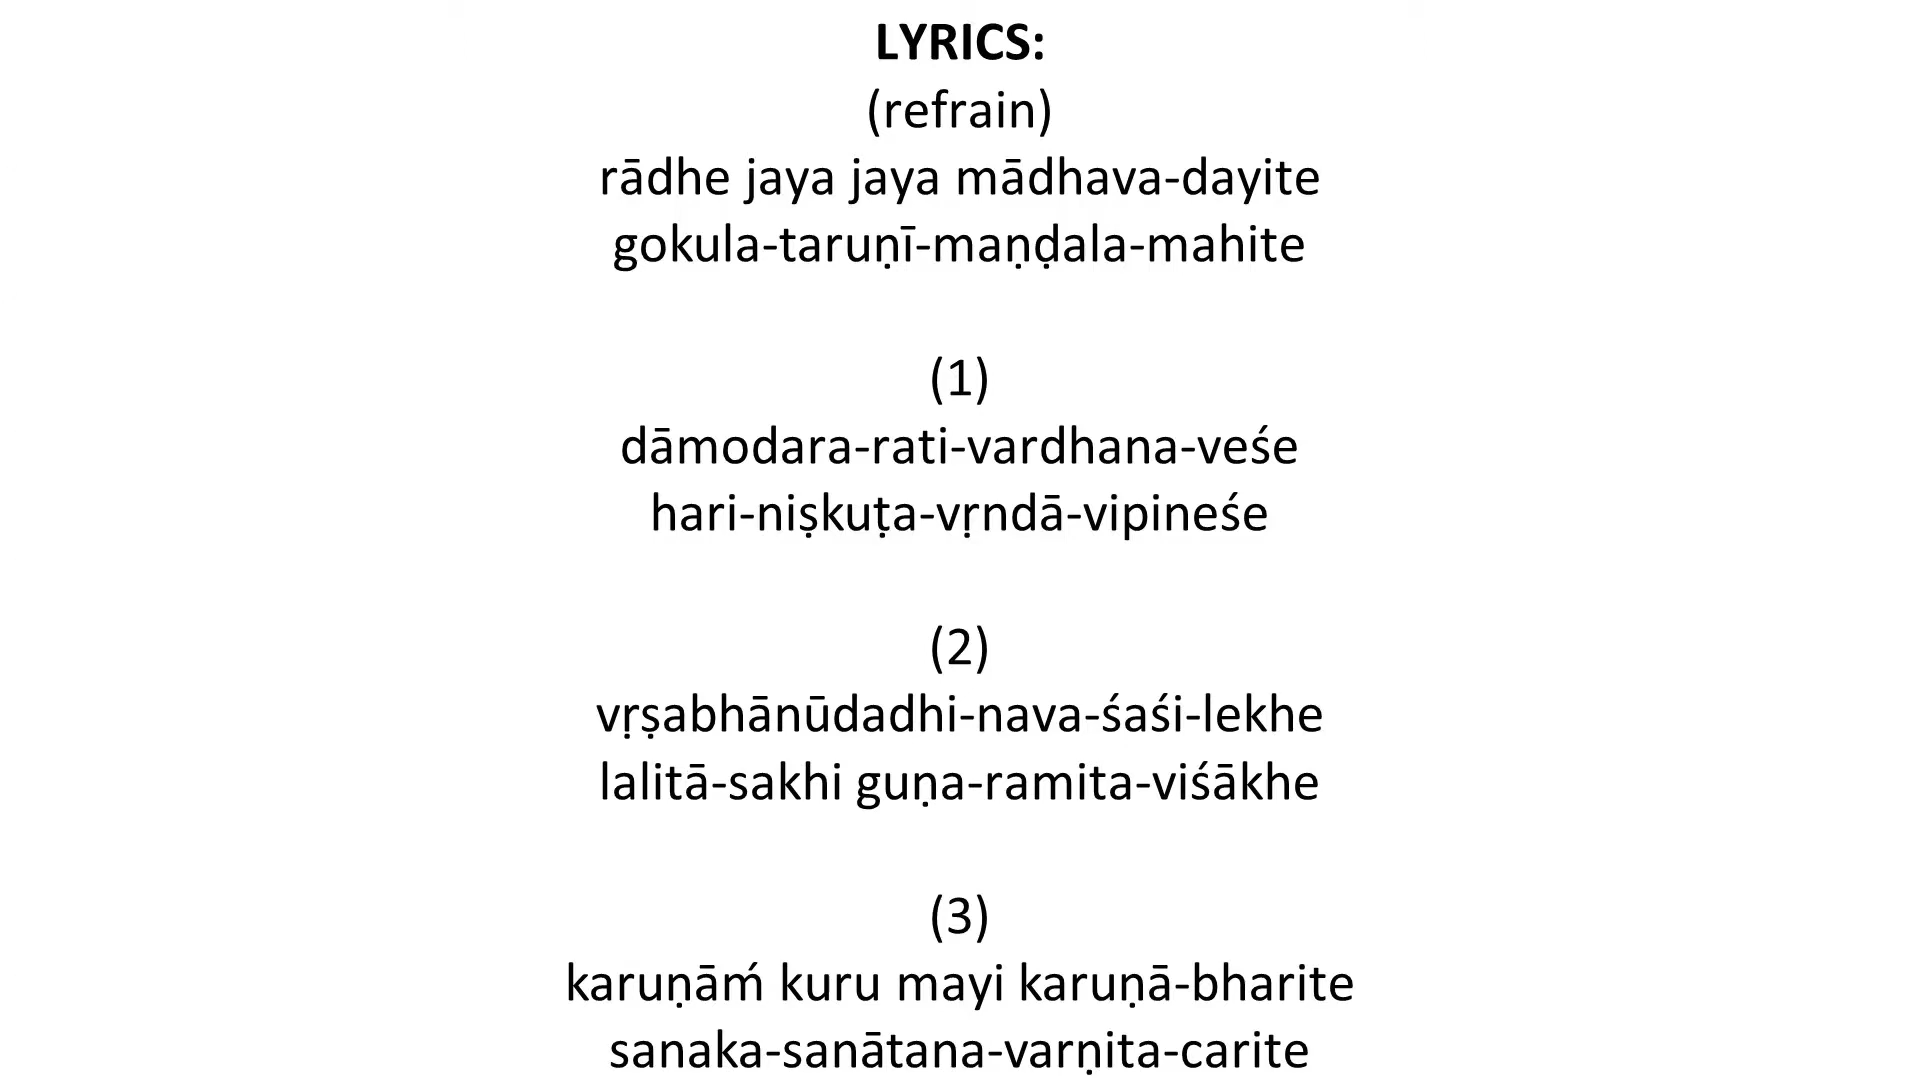 LYRICS:
(refrain)
rādhe jaya jaya mādhava-dayite
gokula-taruṇī-maṇḍala-mahite
(1)
dāmodara-rati-vardhana-veśe
hari-niṣkuṭa-vṛndā-vipineśe
(2)
vṛṣabhānūdadhi-nava-śaśi-lekhe
lalitā-sakhi guṇa-ramita-viśākhe
(3)
karuṇāḿ kuru mayi karuṇā-bharite
sanaka-sanātana-varṇita-carite